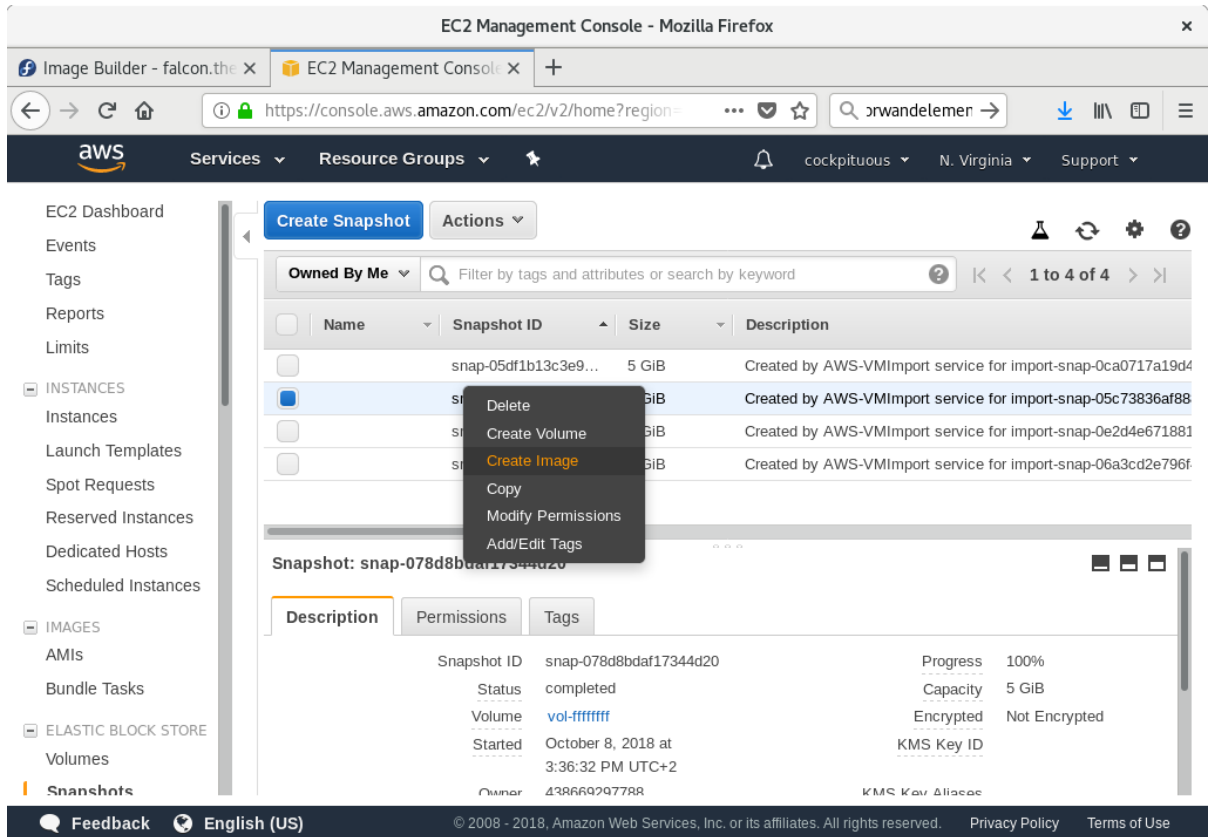 EC2 Management Console - Mozilla Firefox
Image Builder - falcon.the
EC2 Management Console
https://console.aws.amazon.com/ec2/v2/home?region=
orwandelemen
aws
Services
Resource Groups
cockpituous
N. Virginia
Support
EC2 Dashboard
Events
Tags
Reports
Limits
INSTANCES
Instances
Launch Templates
Spot Requests
Reserved Instances
Dedicated Hosts
Scheduled Instances
IMAGES
AMIs
Bundle Tasks
ELASTIC BLOCK STORE
Volumes
Snapshots
Create Snapshot
Actions
Owned By Me
Filter by tags and attributes or search by keyword
1 to 4 of 4
Name Snapshot ID Size Description
snap-05df1b13c3e9... 5 GiB Created by AWS-VMImport service for import-snap-0ca0717a19d4
GiB Created by AWS-VMImport service for import-snap-05c73836af88
GiB Created by AWS-VMImport service for import-snap-0e2d4e671881
GiB Created by AWS-VMImport service for import-snap-06a3cd2e796f
Delete
Create Volume
Create Image
Copy
Modify Permissions
Add/Edit Tags
Snapshot: snap-078d8bdaf17344d20
Description
Permissions
Tags
Snapshot ID snap-078d8bdaf17344d20
Status completed
Volume vol-ffffffff
Started October 8, 2018 at
3:36:32 PM UTC+2
Owner 438669297788
Progress 100%
Capacity 5 GiB
Encrypted Not Encrypted
KMS Key ID
KMS Key Aliases
Feedback
English (US)
© 2008 - 2018, Amazon Web Services, Inc. or its affiliates. All rights reserved.
Privacy Policy
Terms of Use